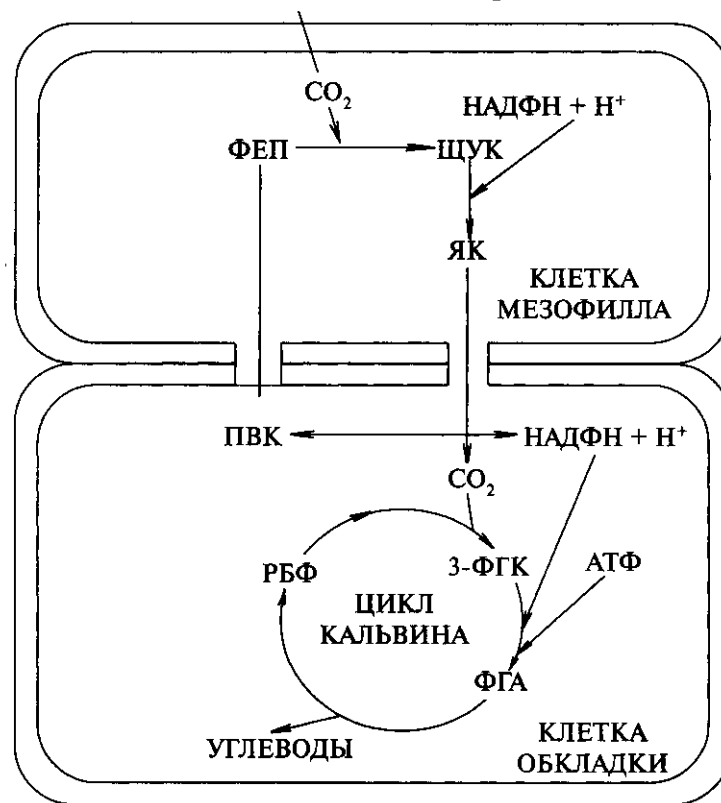 CO₂
НАДФН + Н⁺
ФЕП
ЩУК
ЯК
КЛЕТКА
МЕЗОФИЛЛА
ПВК
НАДФН + Н⁺
CO₂
РБФ
3-ФГК
АТФ
ЦИКЛ
КАЛЬВИНА
ФГА
УГЛЕВОДЫ
КЛЕТКА
ОБКЛАДКИ